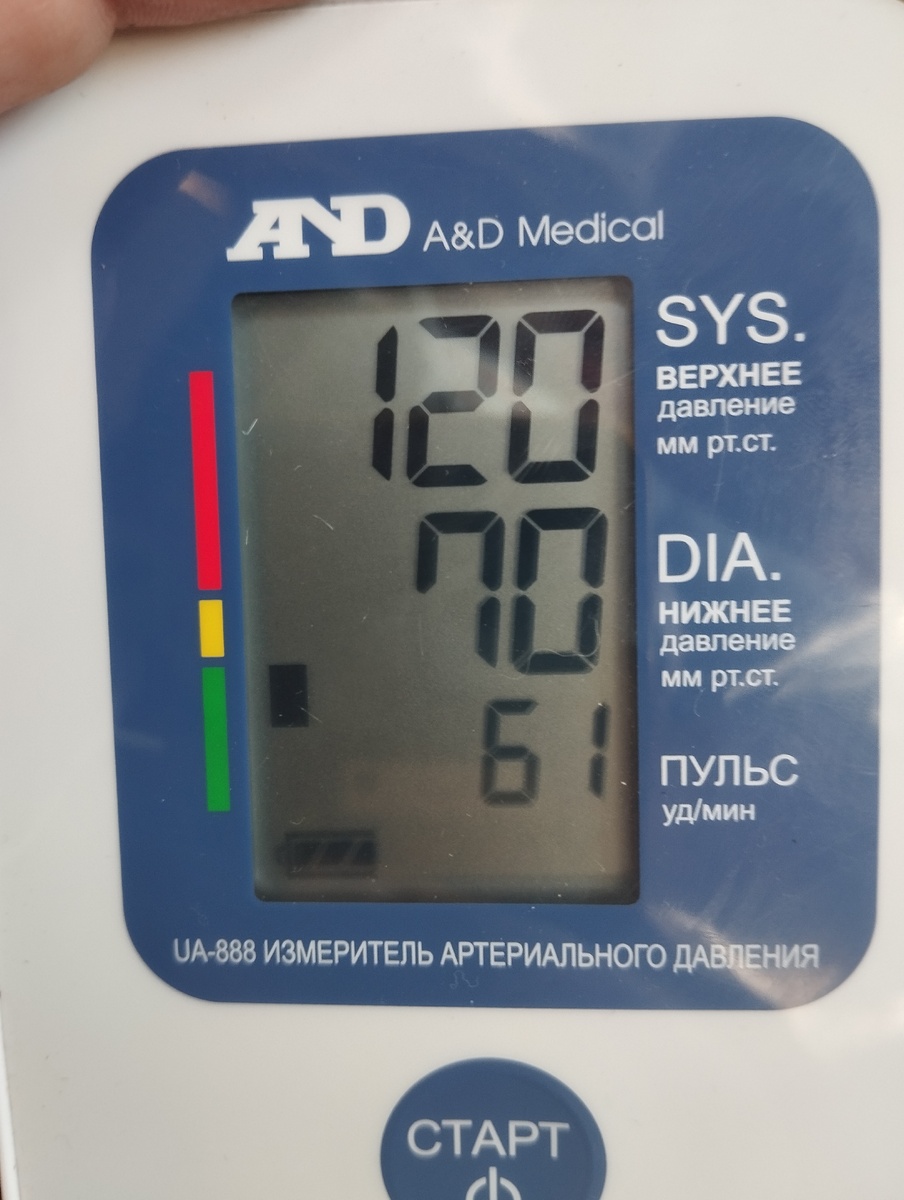 AND A&D Medical
120
SYS.
ВЕРХНЕЕ
давление
мм рт.ст.
70
DIA.
НИЖНЕЕ
давление
мм рт.ст.
61
ПУЛЬС
уд/мин
UA-888 ИЗМЕРИТЕЛЬ АРТЕРИАЛЬНОГО ДАВЛЕНИЯ
СТАРТ